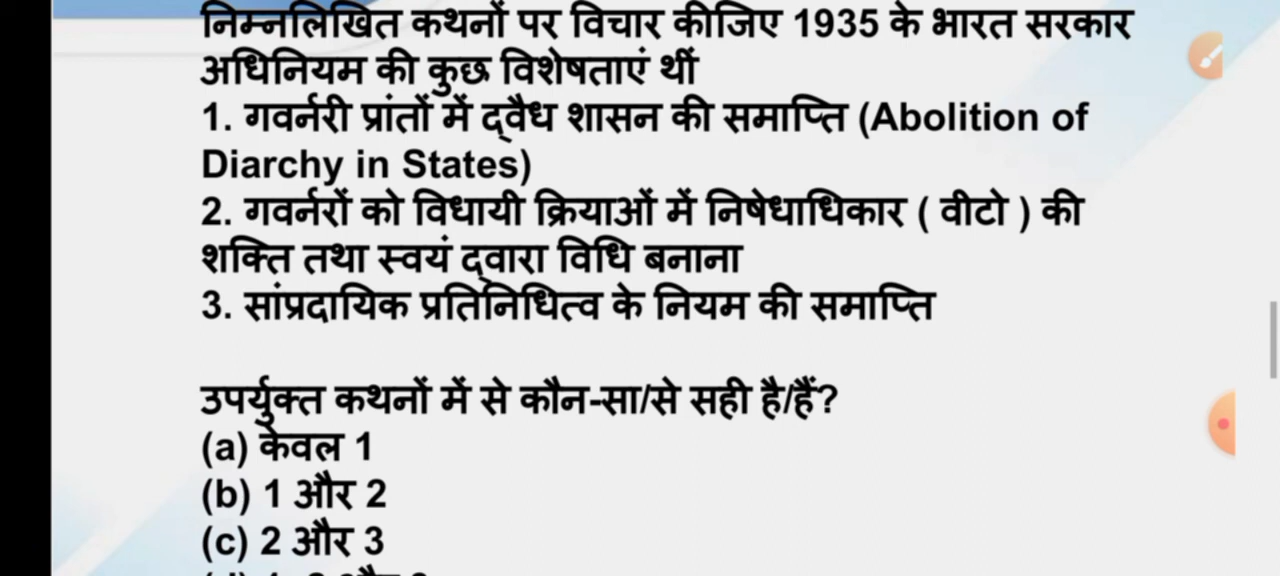 निम्नलिखित कथनों पर विचार कीजिए 1935 के भारत सरकार
अधिनियम की कुछ विशेषताएं थीं
1. गवर्नरी प्रांतों में द्वैध शासन की समाप्ति (Abolition of
Diarchy in States)
2. गवर्नरों को विधायी क्रियाओं में निषेधाधिकार ( वीटो ) की
शक्ति तथा स्वयं द्वारा विधि बनाना
3. सांप्रदायिक प्रतिनिधित्व के नियम की समाप्ति
उपर्युक्त कथनों में से कौन-सा/से सही है/हैं?
(a) केवल 1
(b) 1 और 2
(c) 2 और 3